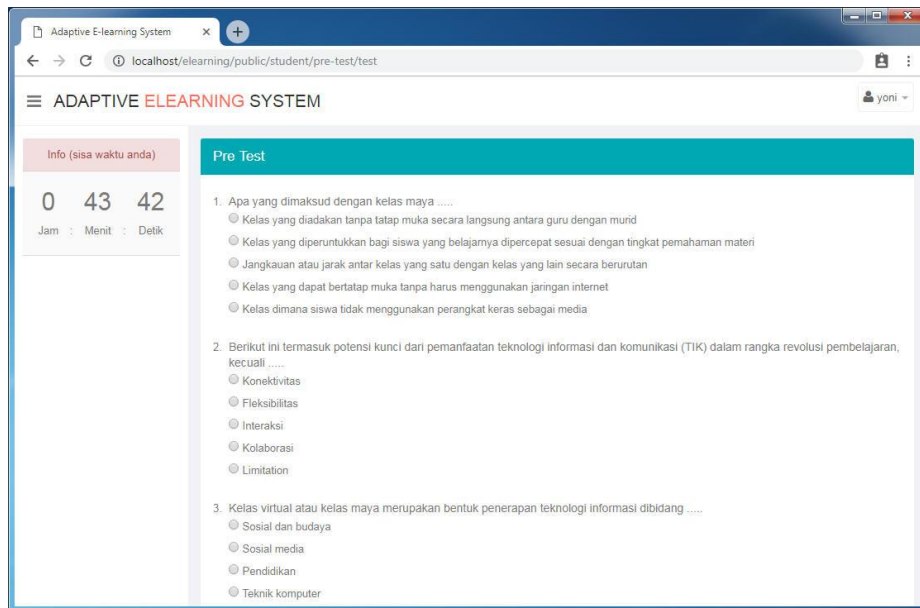 Adaptive E-learning System
localhost/elearning/public/student/pre-test/test
ADAPTIVE ELEARNING SYSTEM
yoni
Info (sisa waktu anda)
0 43 42
Jam : Menit : Detik
Pre Test
1. Apa yang dimaksud dengan kelas maya .....
Kelas yang diadakan tanpa tatap muka secara langsung antara guru dengan murid
Kelas yang diperuntukkan bagi siswa yang belajarnya dipercepat sesuai dengan tingkat pemahaman materi
Jangkauan atau jarak antar kelas yang satu dengan kelas yang lain secara berurutan
Kelas yang dapat bertatap muka tanpa harus menggunakan jaringan internet
Kelas dimana siswa tidak menggunakan perangkat keras sebagai media
2. Berikut ini termasuk potensi kunci dari pemanfaatan teknologi informasi dan komunikasi (TIK) dalam rangka revolusi pembelajaran,
kecuali .....
Konektivitas
Fleksibilitas
Interaksi
Kolaborasi
Limitation
3. Kelas virtual atau kelas maya merupakan bentuk penerapan teknologi informasi dibidang .....
Sosial dan budaya
Sosial media
Pendidikan
Teknik komputer